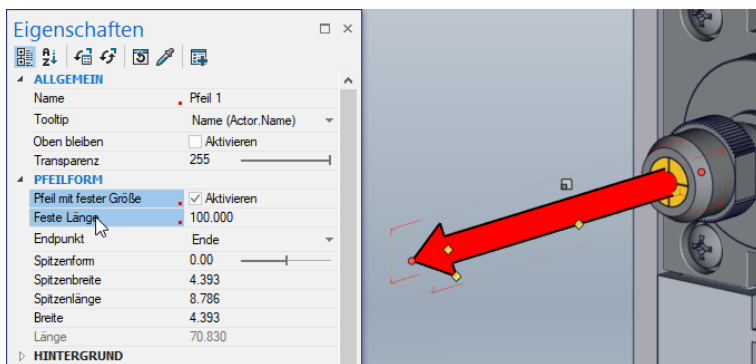 Eigenschaften
ALLGEMEIN
Name Pfeil 1
Tooltip Name (Actor.Name)
Oben bleiben Aktivieren
Transparenz 255
PFEILFORM
Pfeil mit fester Größe Aktivieren
Feste Länge 100.000
Endpunkt Ende
Spitzenform 0.00
Spitzenbreite 4.393
Spitzenlänge 8.786
Breite 4.393
Länge 70.830
HINTERGRUND